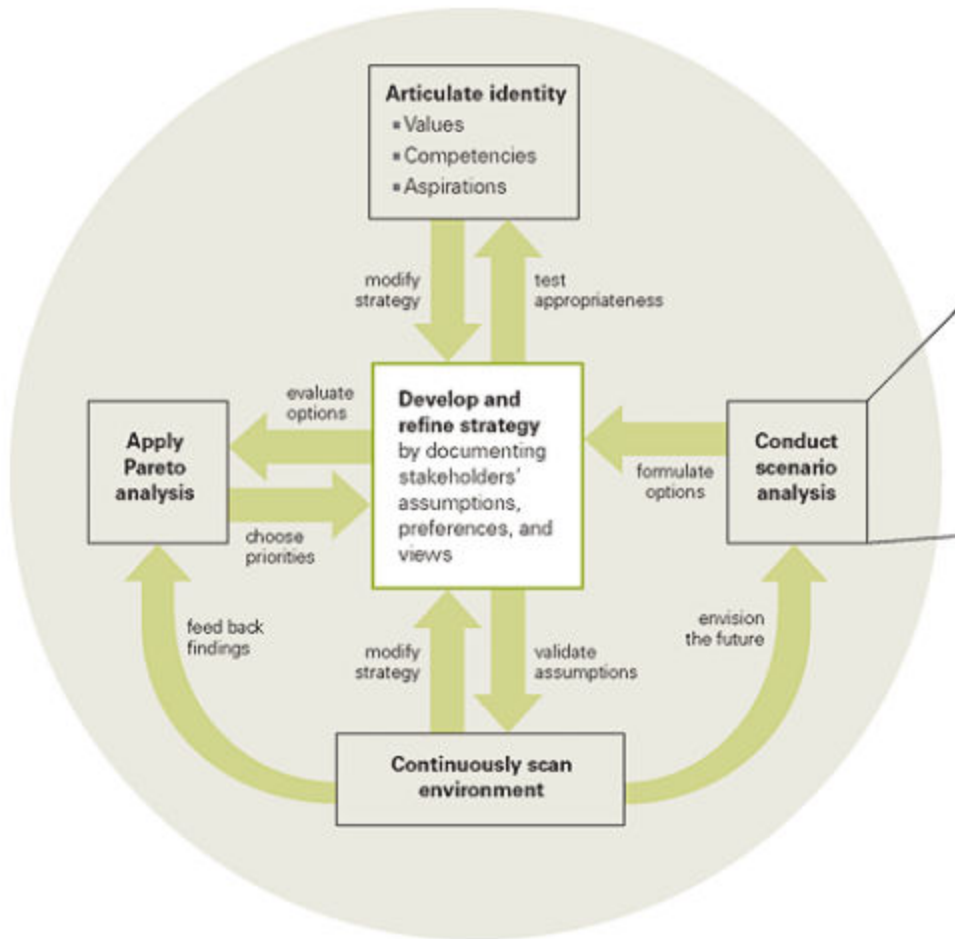 Articulate identity
▪ Values
▪ Competencies
▪ Aspirations
modify
strategy
test
appropriateness
evaluate
options
Develop and
refine strategy
by documenting
stakeholders’
assumptions,
preferences, and
views
Apply
Pareto
analysis
Conduct
scenario
analysis
formulate
options
choose
priorities
feed back
findings
modify
strategy
validate
assumptions
envision
the future
Continuously scan
environment